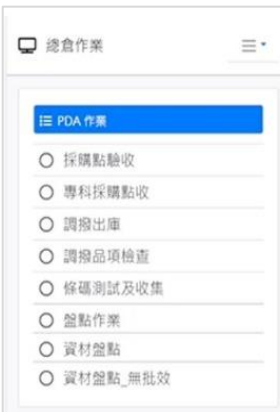 總倉作業
PDA 作業
採購點驗收
專科採購點收
調撥出庫
調撥品項檢查
條碼測試及收集
盤點作業
資材盤點
資材盤點_無批效